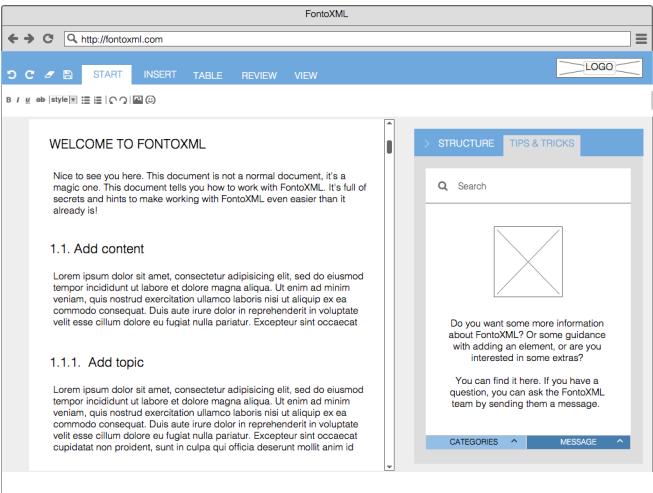 FontoXML
http://fontoxml.com
START INSERT TABLE REVIEW VIEW
LOGO
B I u ab style
WELCOME TO FONTOXML
Nice to see you here. This document is not a normal document, it's a
magic one. This document tells you how to work with FontoXML. It's full of
secrets and hints to make working with FontoXML even easier than it
already is!
1.1. Add content
Lorem ipsum dolor sit amet, consectetur adipisicing elit, sed do eiusmod
tempor incididunt ut labore et dolore magna aliqua. Ut enim ad minim
veniam, quis nostrud exercitation ullamco laboris nisi ut aliquip ex ea
commodo consequat. Duis aute irure dolor in reprehenderit in voluptate
velit esse cillum dolore eu fugiat nulla pariatur. Excepteur sint occaecat
1.1.1. Add topic
Lorem ipsum dolor sit amet, consectetur adipisicing elit, sed do eiusmod
tempor incididunt ut labore et dolore magna aliqua. Ut enim ad minim
veniam, quis nostrud exercitation ullamco laboris nisi ut aliquip ex ea
commodo consequat. Duis aute irure dolor in reprehenderit in voluptate
velit esse cillum dolore eu fugiat nulla pariatur. Excepteur sint occaecat
cupidatat non proident, sunt in culpa qui officia deserunt mollit anim id
STRUCTURE TIPS & TRICKS
Search
Do you want some more information
about FontoXML? Or some guidance
with adding an element, or are you
interested in some extras?
You can find it here. If you have a
question, you can ask the FontoXML
team by sending them a message.
CATEGORIES MESSAGE